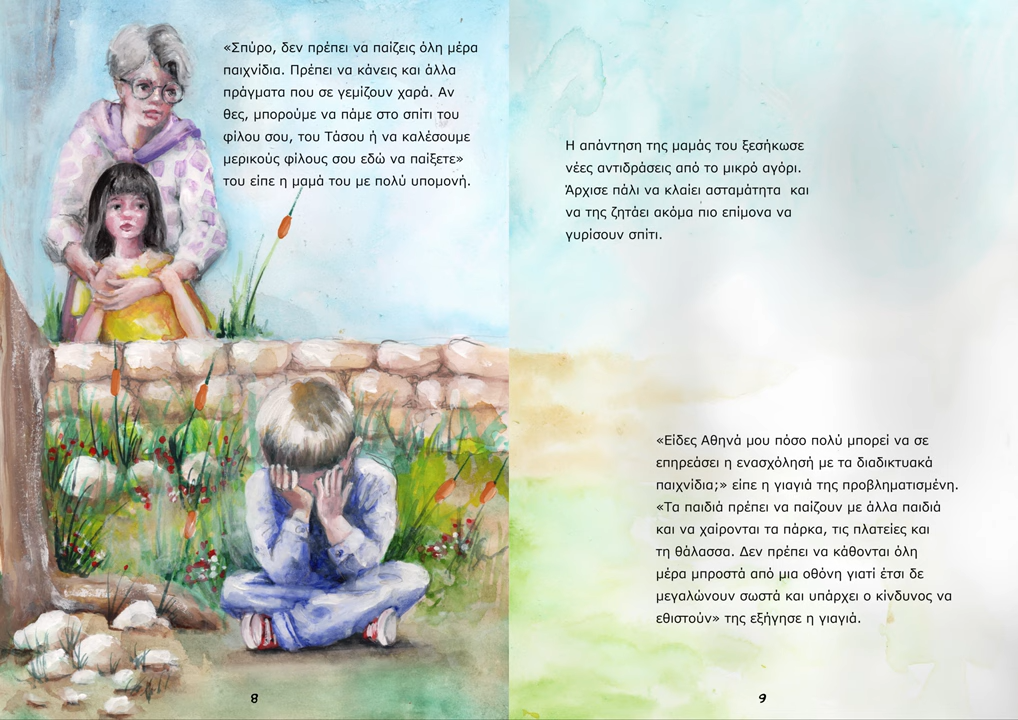 «Σπύρο, δεν πρέπει να παίζεις όλη μέρα
παιχνίδια. Πρέπει να κάνεις και άλλα
πράγματα που σε γεμίζουν χαρά. Αν
θες, μπορούμε να πάμε στο σπίτι του
φίλου σου, του Τάσου ή να καλέσουμε
μερικούς φίλους σου εδώ να παίξετε»
του είπε η μαμά του με πολύ υπομονή.
8
Η απάντηση της μαμάς του ξεσήκωσε
νέες αντιδράσεις από το μικρό αγόρι.
Άρχισε πάλι να κλαίει ασταμάτητα και
να της ζητάει ακόμα πιο επίμονα να
γυρίσουν σπίτι.
«Είδες Αθηνά μου πόσο πολύ μπορεί να σε
επηρεάσει η ενασχόλησή με τα διαδικτυακά
παιχνίδια;» είπε η γιαγιά της προβληματισμένη.
«Τα παιδιά πρέπει να παίζουν με άλλα παιδιά
και να χαίρονται τα πάρκα, τις πλατείες και
τη θάλασσα. Δεν πρέπει να κάθονται όλη
μέρα μπροστά από μια οθόνη γιατί έτσι δε
μεγαλώνουν σωστά και υπάρχει ο κίνδυνος να
εθιστούν» της εξήγησε η γιαγιά.
9